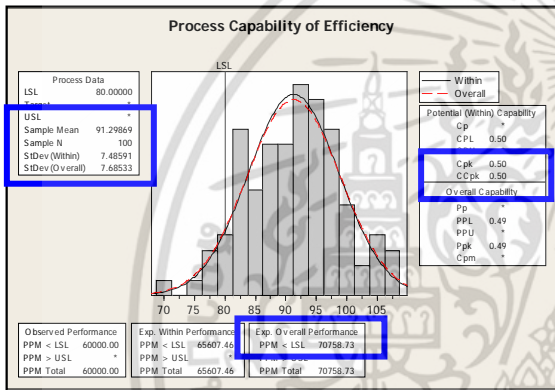 Process Capability of Efficiency
LSL
Process Data
LSL 80.00000
Target *
USL *
Sample Mean 91.29869
Sample N 100
StDev (Within) 7.48591
StDev (Overall) 7.68533
Within
Overall
Potential (Within) Capability
Cp *
CPL 0.50
Cpk 0.50
CCpk 0.50
Overall Capability
Pp *
PPL 0.49
PPU *
Ppk 0.49
Cpm *
70 75 80 85 90 95 100 105
Observed Performance
PPM < LSL 60000.00
PPM > USL *
PPM Total 60000.00
Exp. Within Performance
PPM < LSL 65607.46
PPM > USL *
PPM Total 65607.46
Exp. Overall Performance
PPM < LSL 70758.73
PPM Total 70758.73